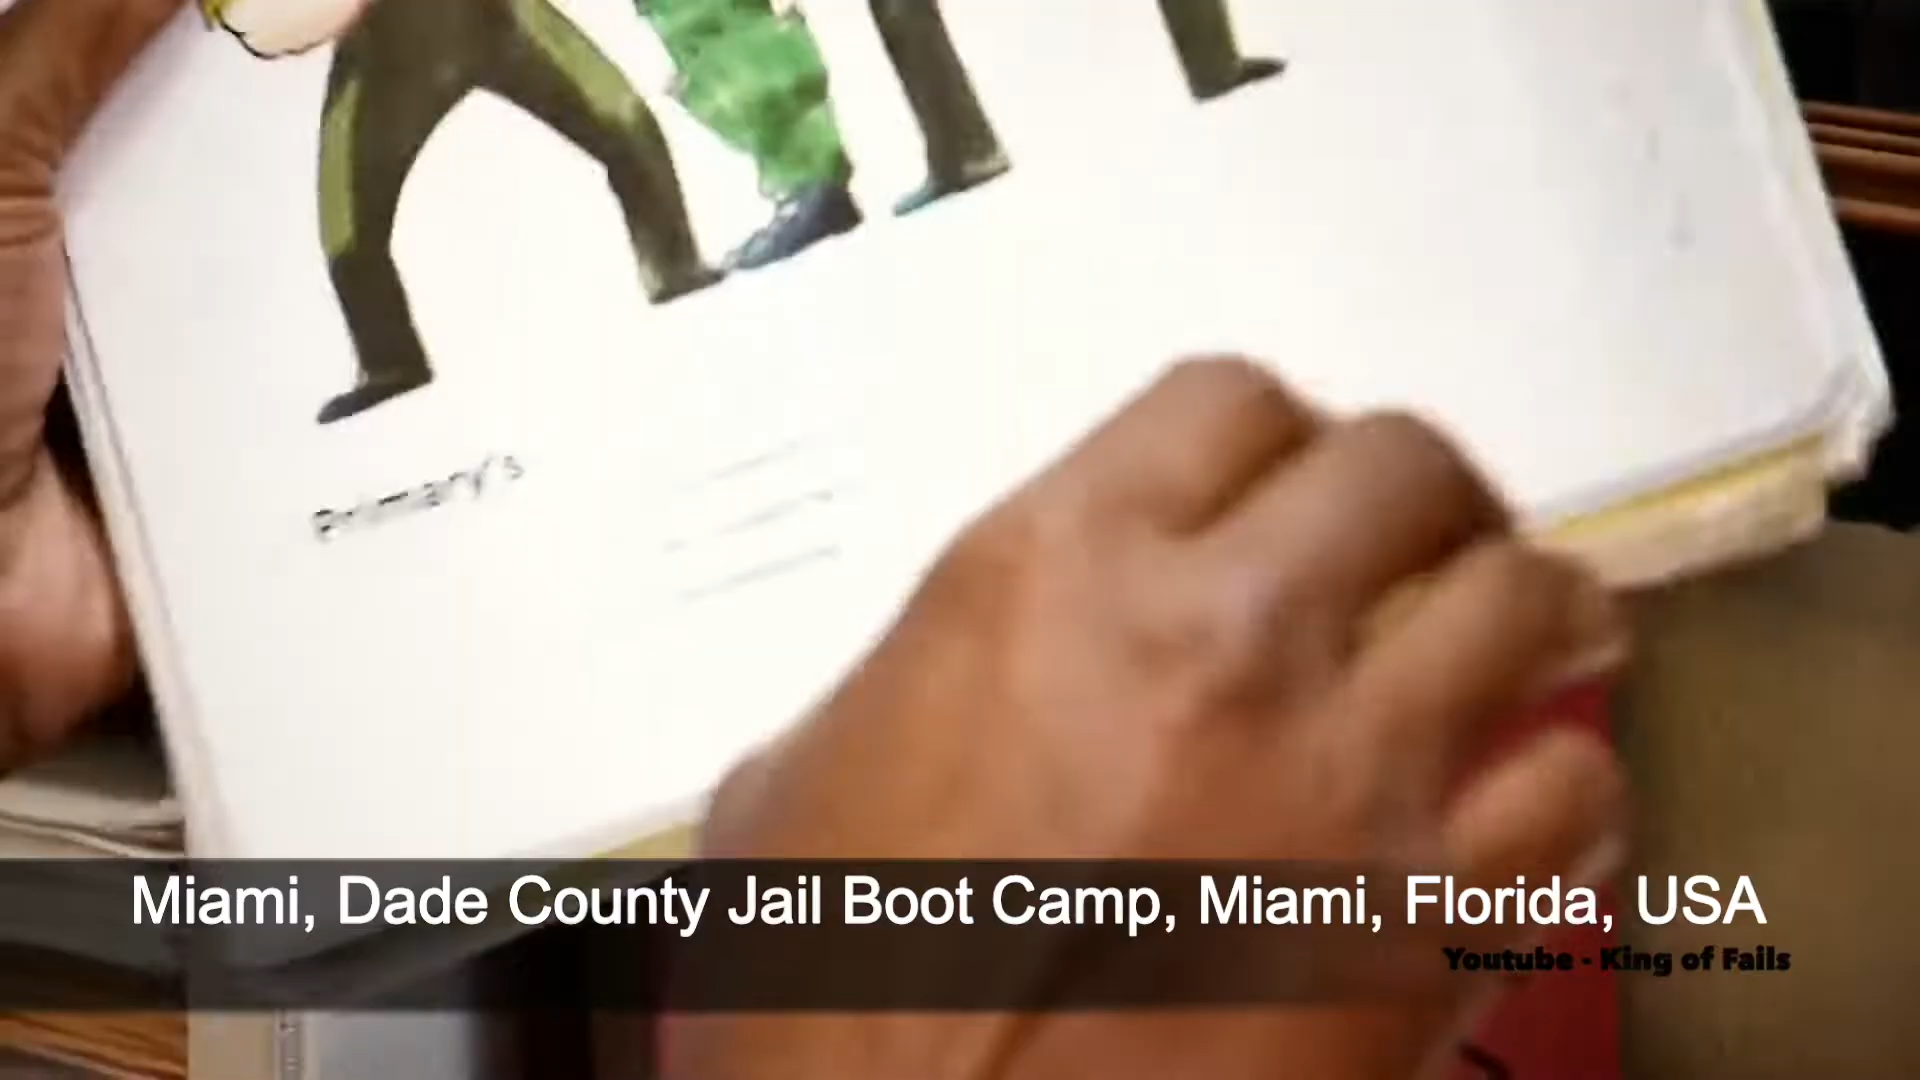 Primary's
Miami, Dade County Jail Boot Camp, Miami, Florida, USA
Youtube - King of Fails